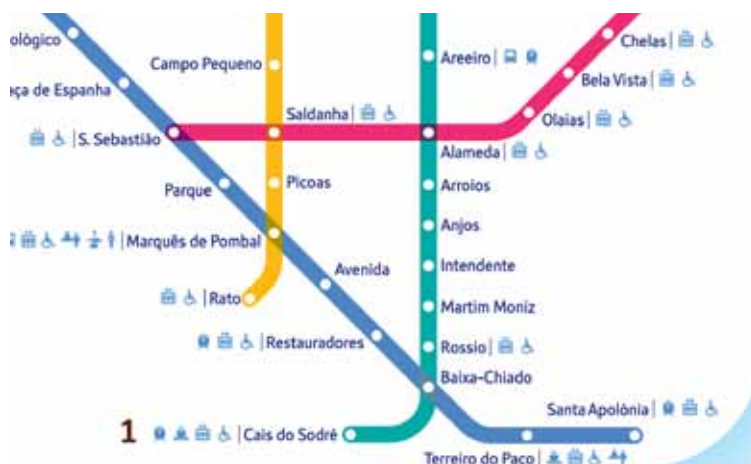 ológico
Campo Pequeno
Areeiro
Chelas
Bela Vista
ça de Espanha
Saldanha
Olaias
S. Sebastião
Alameda
Parque
Picoas
Arroios
Anjos
Marquês de Pombal
Avenida
Intendente
Rato
Martim Moniz
Restauradores
Rossio
Baixa-Chiado
Santa Apolònia
1
Cais do Sodré
Terreiro do Paço